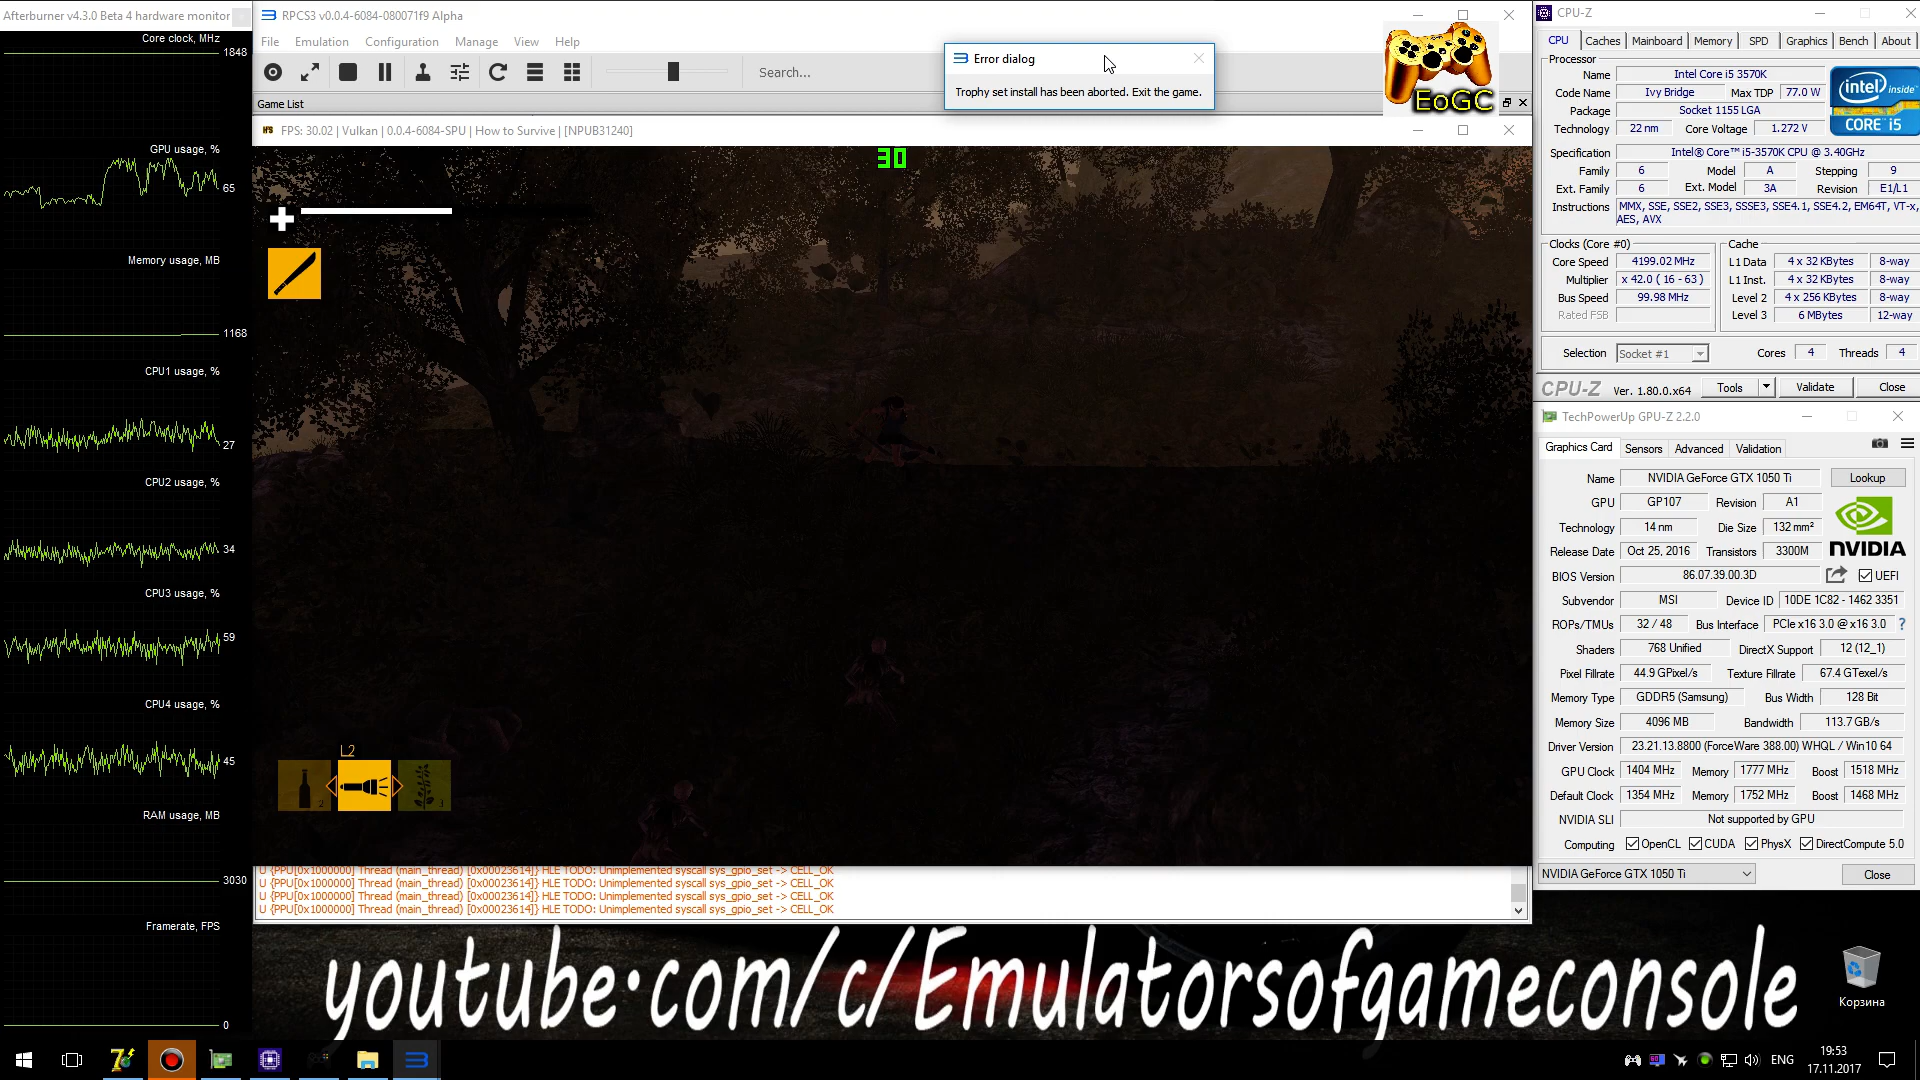 Afterburner v4.3.0 Beta 4 hardware monitor
Core clock, MHz
1848
GPU usage, %
65
Memory usage, MB
1168
CPU1 usage, %
27
CPU2 usage, %
34
CPU3 usage, %
59
CPU4 usage, %
45
RAM usage, MB
3030
Framerate, FPS
0
RPCS3 v0.0.4-6084-080071f9 Alpha
File Emulation Configuration Manage View Help
Search...
Game List
Error dialog
Trophy set install has been aborted. Exit the game.
EoGC
FPS: 30.02 | Vulkan | 0.0.4-6084-SPU | How to Survive | [NPUB31240]
30
L2
2
3
U {PPU[0x1000000] Thread (main_thread) [0x00023614]} HLE TODO: Unimplemented syscall sys_gpio_set -> CELL_OK
U {PPU[0x1000000] Thread (main_thread) [0x00023614]} HLE TODO: Unimplemented syscall sys_gpio_set -> CELL_OK
U {PPU[0x1000000] Thread (main_thread) [0x00023614]} HLE TODO: Unimplemented syscall sys_gpio_set -> CELL_OK
U {PPU[0x1000000] Thread (main_thread) [0x00023614]} HLE TODO: Unimplemented syscall sys_gpio_set -> CELL_OK
CPU-Z
CPU Caches Mainboard Memory SPD Graphics Bench About
Processor
Name Intel Core i5 3570K
Code Name Ivy Bridge Max TDP 77.0 W
Package Socket 1155 LGA
Technology 22 nm Core Voltage 1.272 V
intel inside
CORE i5
Specification Intel® Core™ i5-3570K CPU @ 3.40GHz
Family 6 Model A Stepping 9
Ext. Family 6 Ext. Model 3A Revision E1/L1
Instructions MMX, SSE, SSE2, SSE3, SSSE3, SSE4.1, SSE4.2, EM64T, VT-x,
AES, AVX
Clocks (Core #0) Cache
Core Speed 4199.02 MHz L1 Data 4 x 32 KBytes 8-way
Multiplier x 42.0 ( 16 - 63 ) L1 Inst. 4 x 32 KBytes 8-way
Bus Speed 99.98 MHz Level 2 4 x 256 KBytes 8-way
Rated FSB Level 3 6 MBytes 12-way
Selection Socket #1 Cores 4 Threads 4
CPU-Z Ver. 1.80.0.x64 Tools Validate Close
TechPowerUp GPU-Z 2.2.0
Graphics Card Sensors Advanced Validation
Name NVIDIA GeForce GTX 1050 Ti Lookup
GPU GP107 Revision A1
Technology 14 nm Die Size 132 mm²
Release Date Oct 25, 2016 Transistors 3300M
NVIDIA
BIOS Version 86.07.39.00.3D UEFI
Subvendor MSI Device ID 10DE 1C82 - 1462 3351
ROPs/TMUs 32 / 48 Bus Interface PCIe x16 3.0 @ x16 3.0 ?
Shaders 768 Unified DirectX Support 12 (12_1)
Pixel Fillrate 44.9 GPixel/s Texture Fillrate 67.4 GTexel/s
Memory Type GDDR5 (Samsung) Bus Width 128 Bit
Memory Size 4096 MB Bandwidth 113.7 GB/s
Driver Version 23.21.13.8800 (ForceWare 388.00) WHQL / Win10 64
GPU Clock 1404 MHz Memory 1777 MHz Boost 1518 MHz
Default Clock 1354 MHz Memory 1752 MHz Boost 1468 MHz
NVIDIA SLI Not supported by GPU
Computing OpenCL CUDA PhysX DirectCompute 5.0
NVIDIA GeForce GTX 1050 Ti Close
youtube.com/c/Emulatorsofgameconsole
Корзина
ENG
19:53
17.11.2017